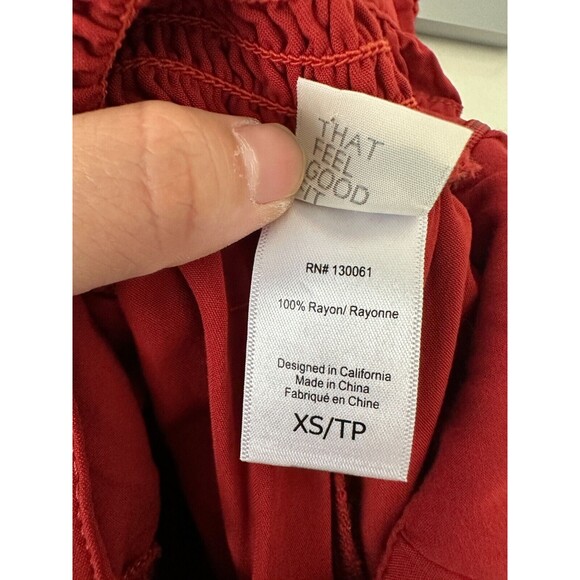 THAT
FEEL
GOOD
FIT
RN# 130061
100% Rayon/ Rayonne
Designed in California
Made in China
Fabriqué en Chine
XS/TP